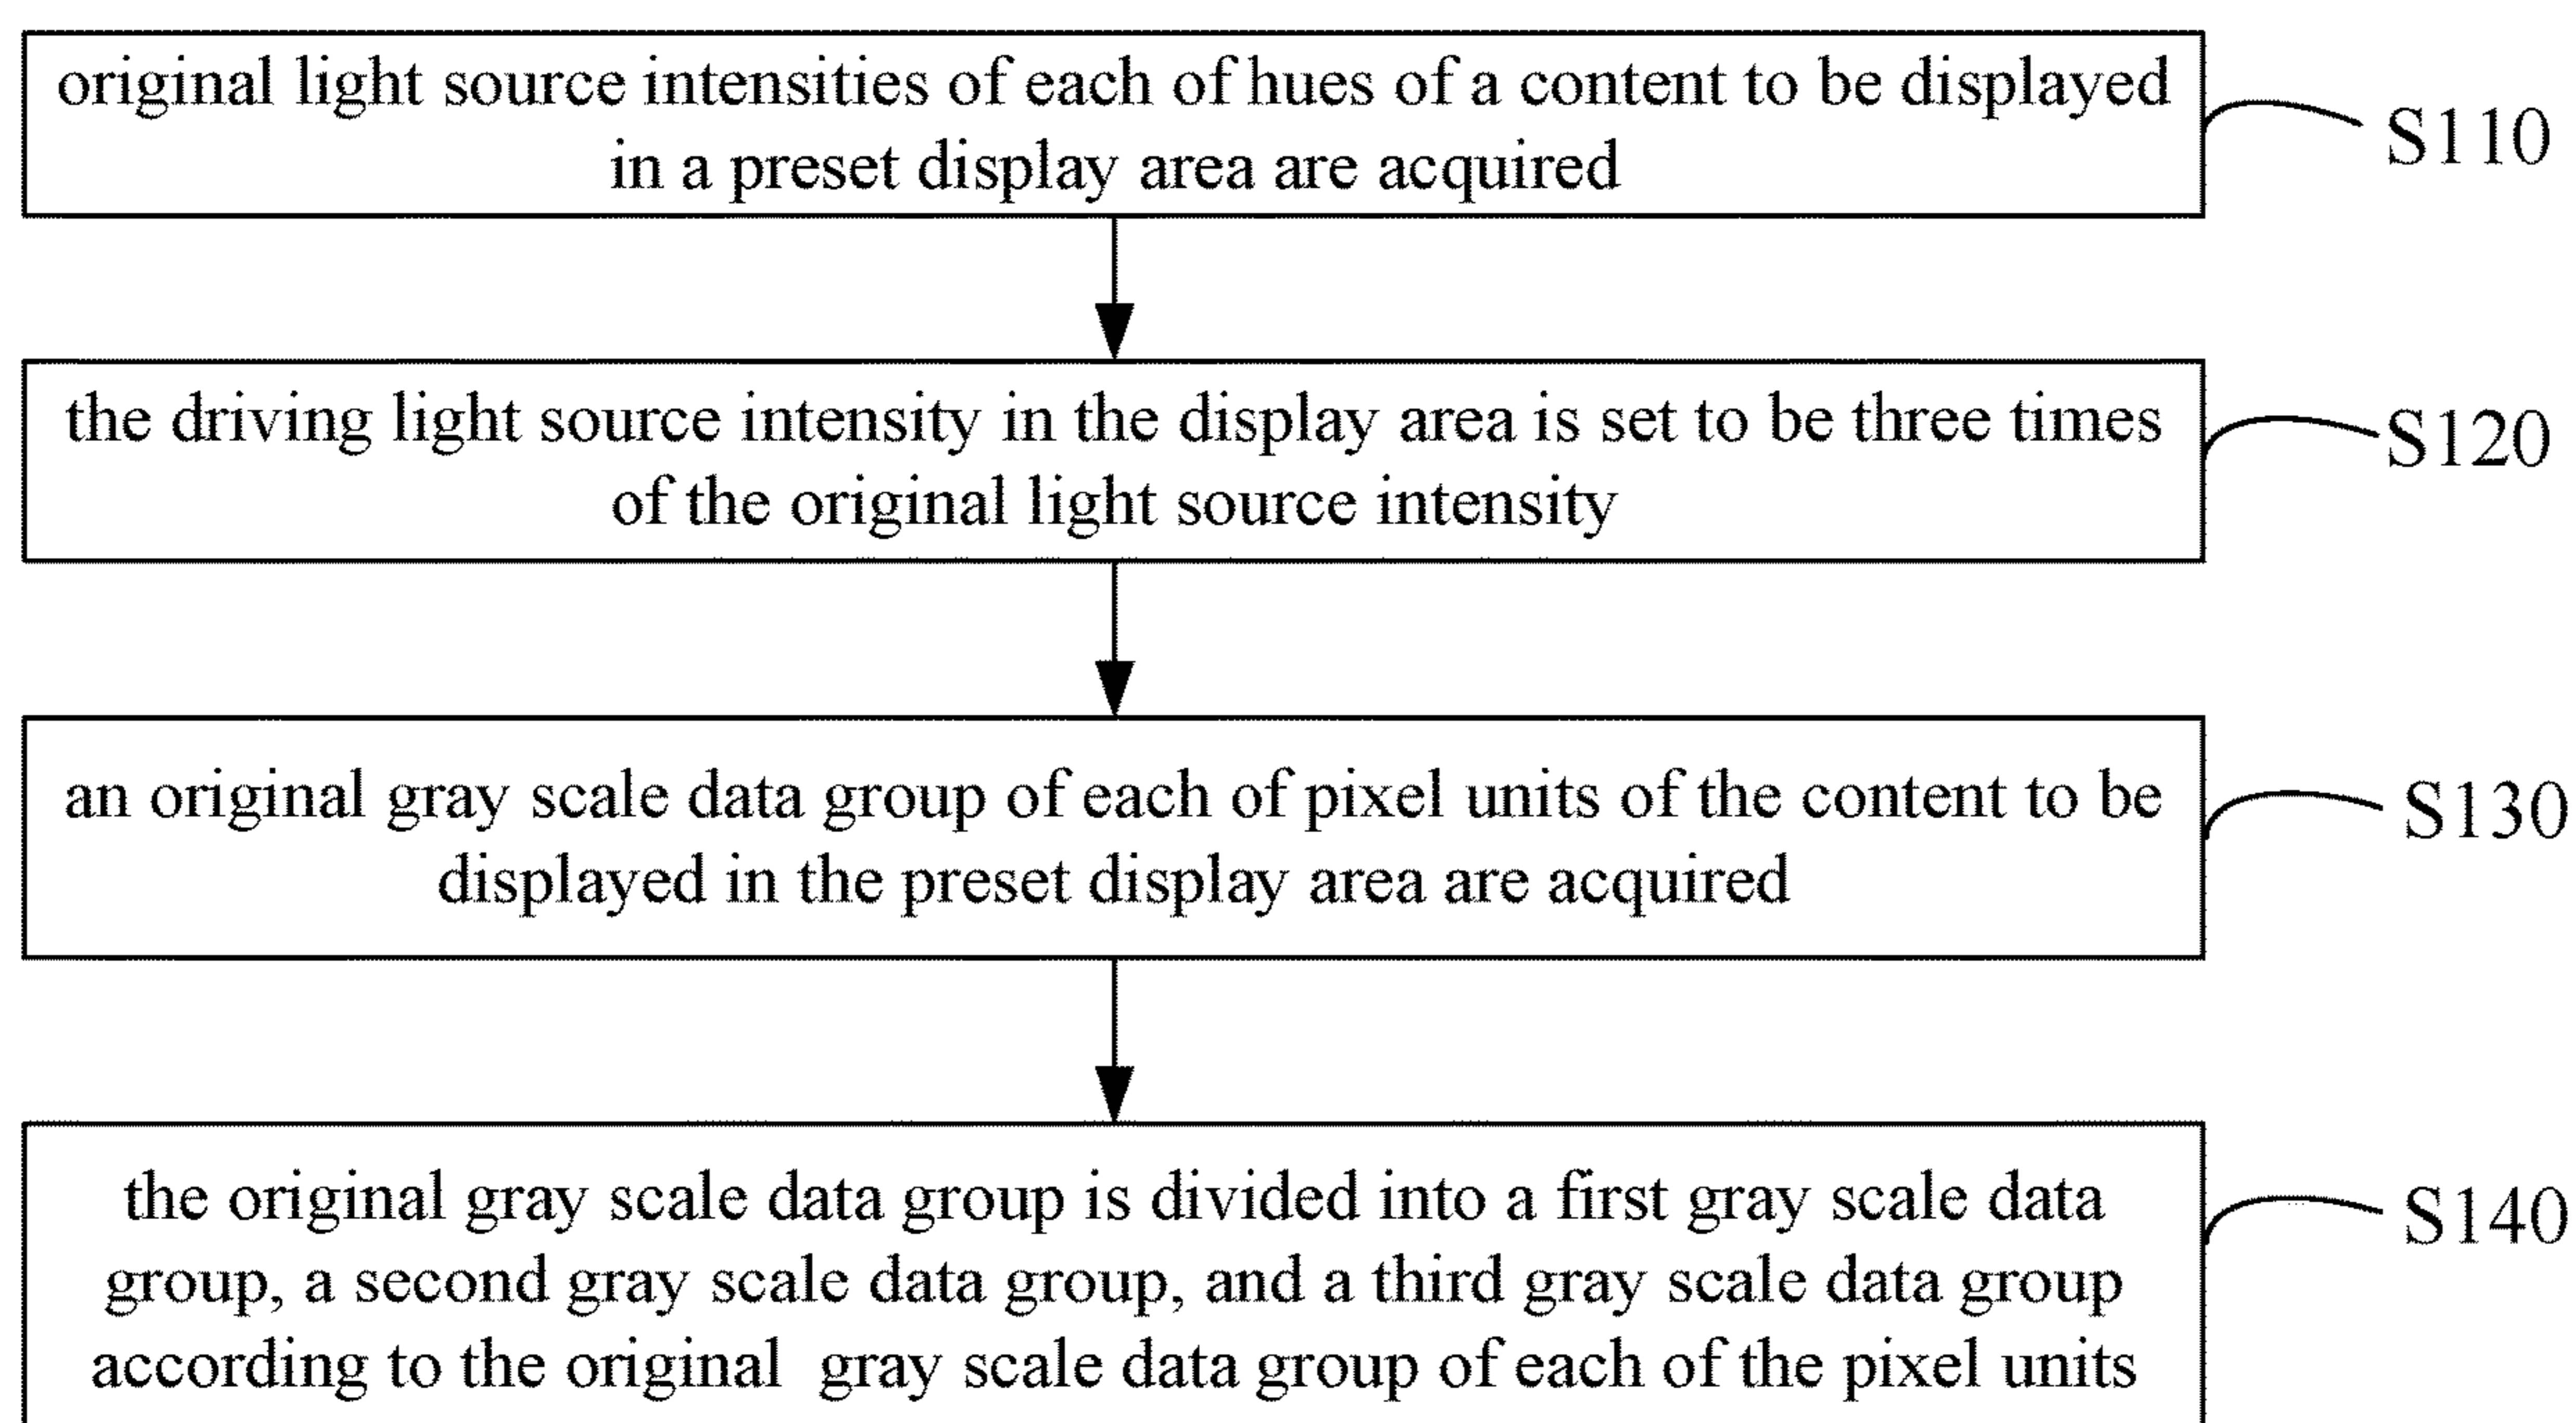 original light source intensities of each of hues of a content to be displayed
in a preset display area are acquired
S110
the driving light source intensity in the display area is set to be three times
of the original light source intensity
S120
an original gray scale data group of each of pixel units of the content to be
displayed in the preset display area are acquired
S130
the original gray scale data group is divided into a first gray scale data
group, a second gray scale data group, and a third gray scale data group
according to the original gray scale data group of each of the pixel units
S140